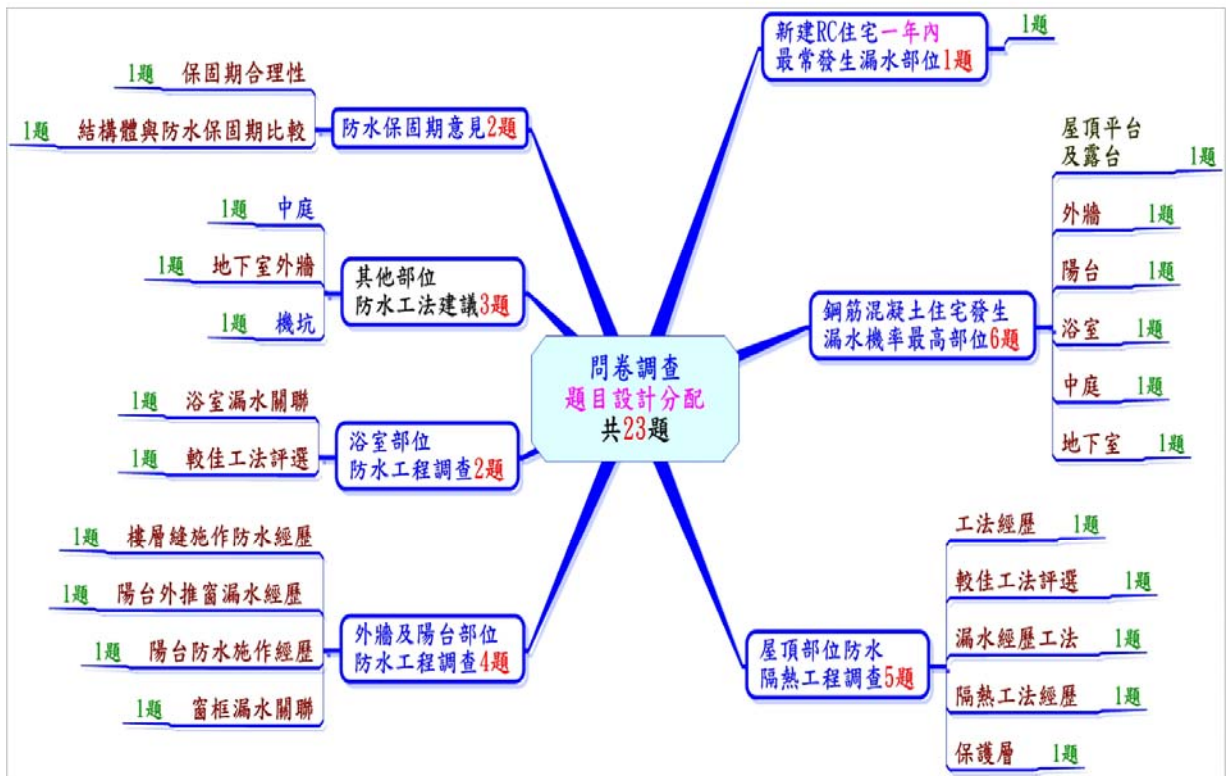 問卷調查
題目設計分配
共23題
新建RC住宅一年內
最常發生漏水部位1題
1題
鋼筋混凝土住宅發生
漏水機率最高部位6題
屋頂平台
及露台 1題
外牆 1題
陽台 1題
浴室 1題
中庭 1題
地下室 1題
屋頂部位防水
隔熱工程調查5題
工法經歷 1題
較佳工法評選 1題
漏水經歷工法 1題
隔熱工法經歷 1題
保護層 1題
防水保固期意見2題
1題 保固期合理性
1題 結構體與防水保固期比較
其他部位
防水工法建議3題
1題 中庭
1題 地下室外牆
1題 機坑
浴室部位
防水工程調查2題
1題 浴室漏水關聯
1題 較佳工法評選
外牆及陽台部位
防水工程調查4題
1題 樓層縫施作防水經歷
1題 陽台外推窗漏水經歷
1題 陽台防水施作經歷
1題 窗框漏水關聯